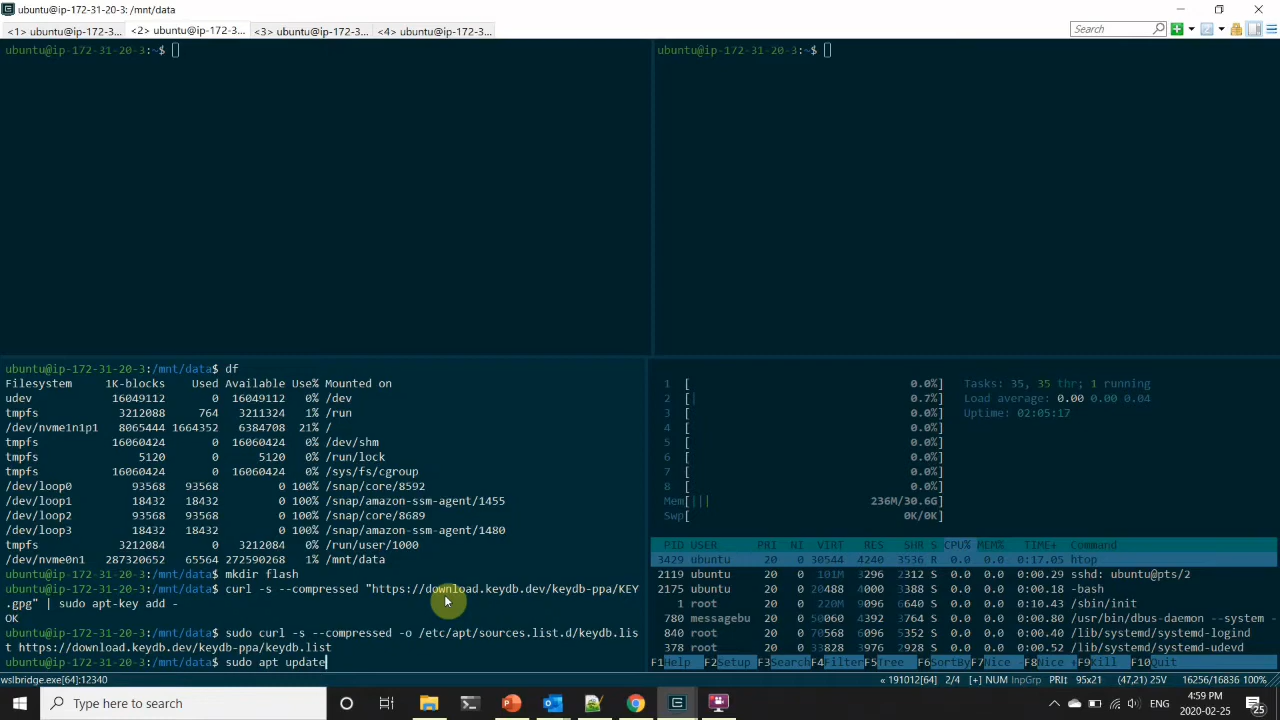 ubuntu@ip-172-31-20-3: /mnt/data
<1> ubuntu@ip-172-31-20-3... <2> ubuntu@ip-172-31-20-3... <3> ubuntu@ip-172-31-20-3... <4> ubuntu@ip-172-31-20-3...
Search
ubuntu@ip-172-31-20-3:~$
ubuntu@ip-172-31-20-3:~$
ubuntu@ip-172-31-20-3:/mnt/data$ df
Filesystem 1K-blocks Used Available Use% Mounted on
udev 16049112 0 16049112 0% /dev
tmpfs 3212088 764 3211324 1% /run
/dev/nvme1n1p1 8065444 1664352 6384708 21% /
tmpfs 16060424 0 16060424 0% /dev/shm
tmpfs 5120 0 5120 0% /run/lock
tmpfs 16060424 0 16060424 0% /sys/fs/cgroup
/dev/loop0 93568 93568 0 100% /snap/core/8592
/dev/loop1 18432 18432 0 100% /snap/amazon-ssm-agent/1455
/dev/loop2 93568 93568 0 100% /snap/core/8689
/dev/loop3 18432 18432 0 100% /snap/amazon-ssm-agent/1480
tmpfs 3212084 0 3212084 0% /run/user/1000
/dev/nvme0n1 287320652 65564 272590268 1% /mnt/data
ubuntu@ip-172-31-20-3:/mnt/data$ mkdir flash
ubuntu@ip-172-31-20-3:/mnt/data$ curl -s --compressed "https://download.keydb.dev/keydb-ppa/KEY
.gpg" | sudo apt-key add -
OK
ubuntu@ip-172-31-20-3:/mnt/data$ sudo curl -s --compressed -o /etc/apt/sources.list.d/keydb.lis
t https://download.keydb.dev/keydb-ppa/keydb.list
ubuntu@ip-172-31-20-3:/mnt/data$ sudo apt update
1 [ 0.0%] Tasks: 35, 35 thr; 1 running
2 [| 0.7%] Load average: 0.00 0.00 0.04
3 [ 0.0%] Uptime: 02:05:17
4 [ 0.0%]
5 [ 0.0%]
6 [ 0.0%]
7 [ 0.0%]
8 [ 0.0%]
Mem[||| 236M/30.6G]
Swp[ 0K/0K]
PID USER PRI NI VIRT RES SHR S CPU% MEM% TIME+ Command
3429 ubuntu 20 0 30544 4240 3536 R 0.0 0.0 0:17.05 htop
2119 ubuntu 20 0 101M 3296 2312 S 0.0 0.0 0:00.29 sshd: ubuntu@pts/2
2175 ubuntu 20 0 20488 4000 3388 S 0.0 0.0 0:00.18 -bash
1 root 20 0 220M 9096 6640 S 0.0 0.0 0:10.43 /sbin/init
780 messagebu 20 0 50048 4536 3880 S 0.0 0.0 0:00.80 /usr/bin/dbus-daemon --system -
840 root 20 0 70568 6044 5340 S 0.0 0.0 0:00.40 /lib/systemd/systemd-logind
378 root 20 0 33828 3976 2928 S 0.0 0.0 0:00.52 /lib/systemd/systemd-udevd
F1Help F2Setup F3Search F4Filter F5Tree F6SortBy F7Nice - F8Nice + F9Kill F10Quit
wslbridge.exe[64]:12340
« 191012[64] 2/4 [+] NUM InpGrp PRI↕ 95x21 (47,21) 25V 16256/16836 100%
Type here to search
ENG
4:59 PM
2020-02-25
25